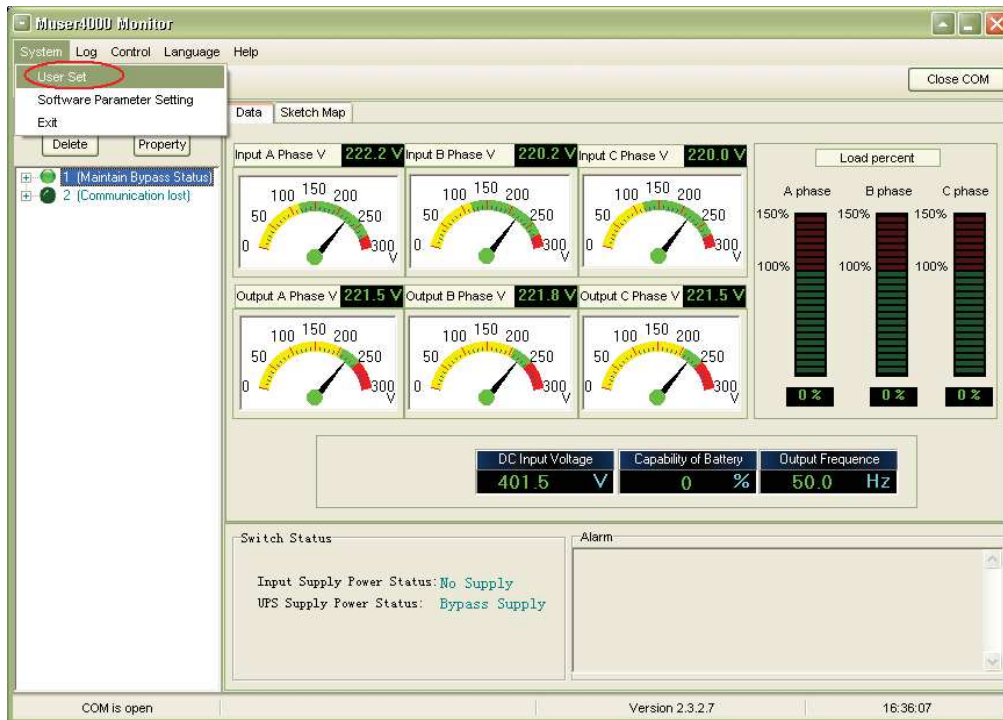 Muser4000 Monitor
System Log Control Language Help
User Set
Software Parameter Setting
Exit
Close COM
Delete Property
1 (Maintain Bypass Status)
2 (Communication lost)
Data Sketch Map
Input A Phase V 222.2 V Input B Phase V 220.2 V Input C Phase V 220.0 V
0 50 100 150 200 250 300 V
0 50 100 150 200 250 300 V
0 50 100 150 200 250 300 V
Output A Phase V 221.5 V Output B Phase V 221.8 V Output C Phase V 221.5 V
0 50 100 150 200 250 300 V
0 50 100 150 200 250 300 V
0 50 100 150 200 250 300 V
Load percent
A phase B phase C phase
150% 150% 150%
100% 100% 100%
0 % 0 % 0 %
DC Input Voltage Capability of Battery Output Frequence
401.5 V 0 % 50.0 Hz
Switch Status
Input Supply Power Status: No Supply
UPS Supply Power Status: Bypass Supply
Alarm
COM is open Version 2.3.2.7 16:36:07